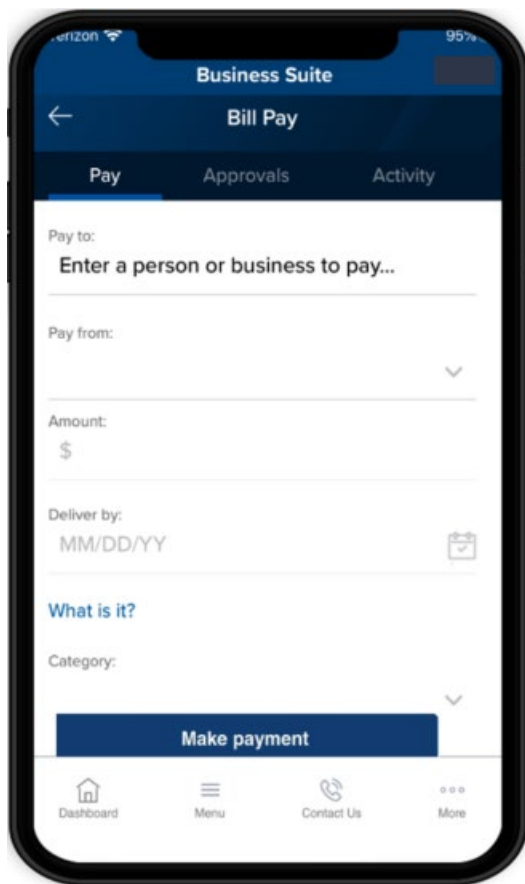 95%
Business Suite
Bill Pay
Pay Approvals Activity
Pay to:
Enter a person or business to pay...
Pay from:
Amount:
$
Deliver by:
MM/DD/YY
What is it?
Category:
Make payment
Dashboard Menu Contact Us More